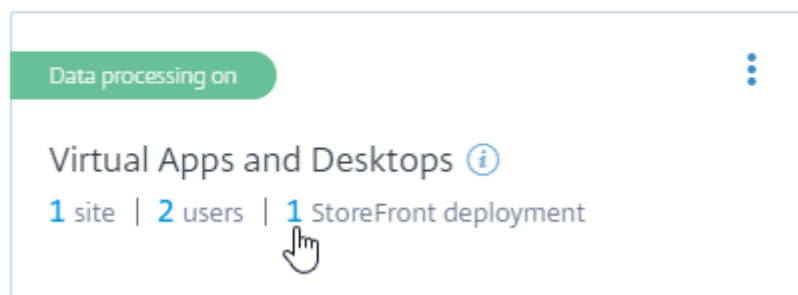 Data processing on
Virtual Apps and Desktops i
1 site | 2 users | 1 StoreFront deployment